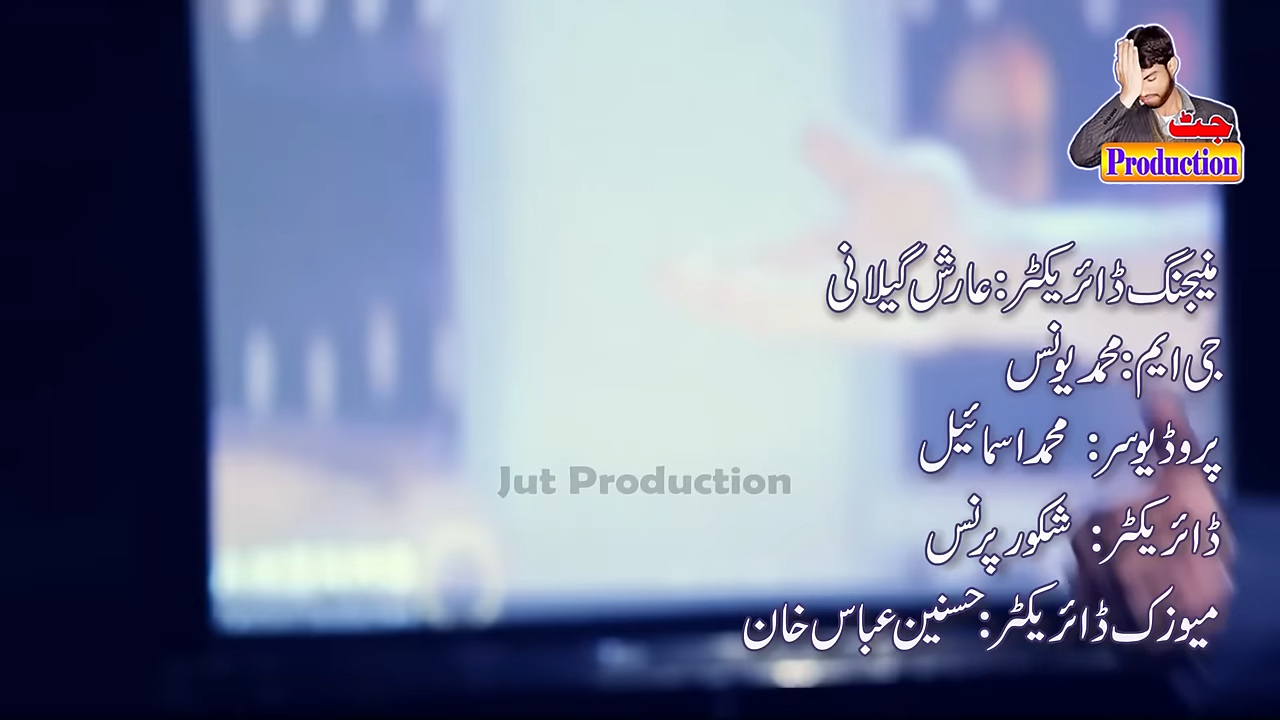 جٹ
Production
منیجنگ ڈائریکٹر: عارش گیلانی
جی ایم: محمد یونس
پروڈیوسر: محمد اسمائیل
Jut Production
ڈائریکٹر: شکور پرنس
میوزک ڈائریکٹر: حسنین عباس خان